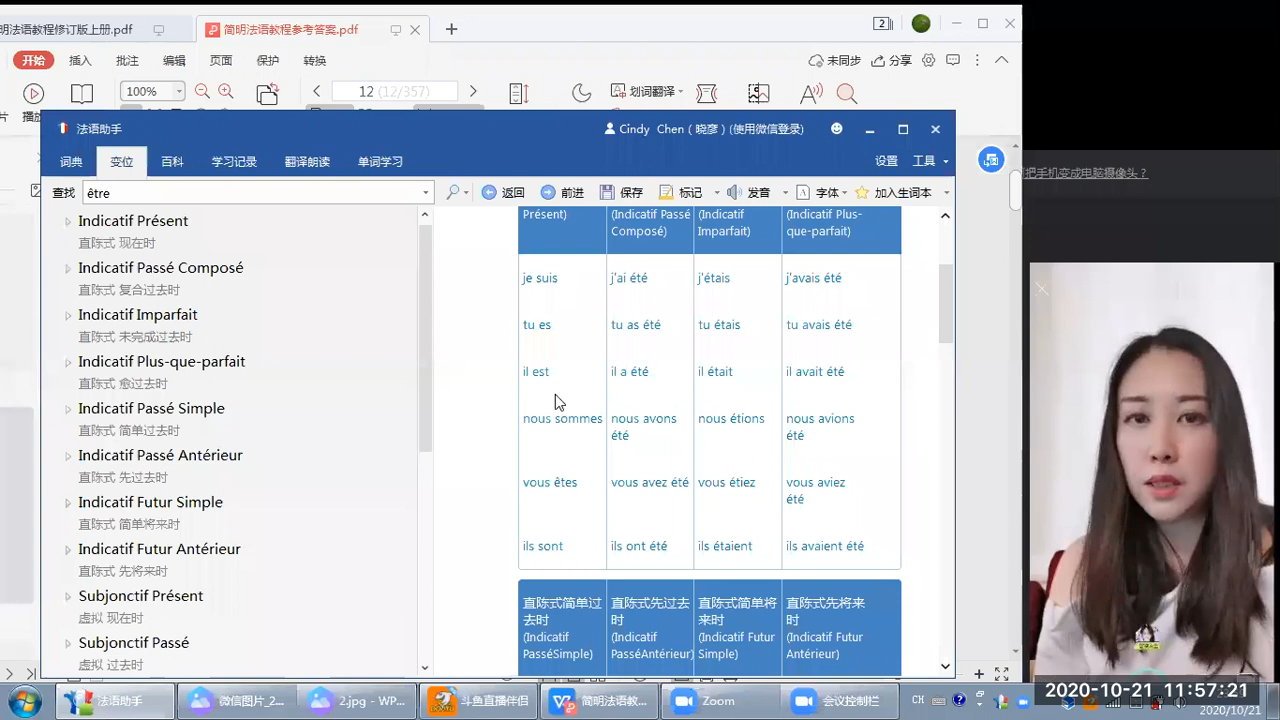 明法语教程修订版上册.pdf
简明法语教程参考答案.pdf
2
开始 插入 批注 编辑 页面 保护 转换
未同步 分享
100%
12 (12/357)
划词翻译
法语助手
Cindy Chen（晓彦）(使用微信登录)
词典 变位 百科 学习记录 翻译朗读 单词学习
设置 工具
把手机变成电脑摄像头？
查找 être
返回 前进 保存 标记 发音 字体 加入生词本
Indicatif Présent
直陈式 现在时
Indicatif Passé Composé
直陈式 复合过去时
Indicatif Imparfait
直陈式 未完成过去时
Indicatif Plus-que-parfait
直陈式 愈过去时
Indicatif Passé Simple
直陈式 简单过去时
Indicatif Passé Antérieur
直陈式 先过去时
Indicatif Futur Simple
直陈式 简单将来时
Indicatif Futur Antérieur
直陈式 先将来时
Subjonctif Présent
虚拟 现在时
Subjonctif Passé
虚拟 过去时
Présent) (Indicatif Passé (Indicatif (Indicatif Plus-
Composé) Imparfait) que-parfait)
je suis j'ai été j'étais j'avais été
tu es tu as été tu étais tu avais été
il est il a été il était il avait été
nous sommes nous avons nous étions nous avions
été été
vous êtes vous avez été vous étiez vous aviez
été
ils sont ils ont été ils étaient ils avaient été
直陈式简单过 直陈式先过去 直陈式简单将 直陈式先将来
去时 时 来时 时
(Indicatif (Indicatif (Indicatif Futur (Indicatif Futur
PasséSimple) PasséAntérieur) Simple) Antérieur)
法语助手 微信图片_2... 2.jpg - WP... 斗鱼直播伴侣 简明法语教... Zoom 会议控制栏
CH
2020-10-21 11:57:21
2020/10/21